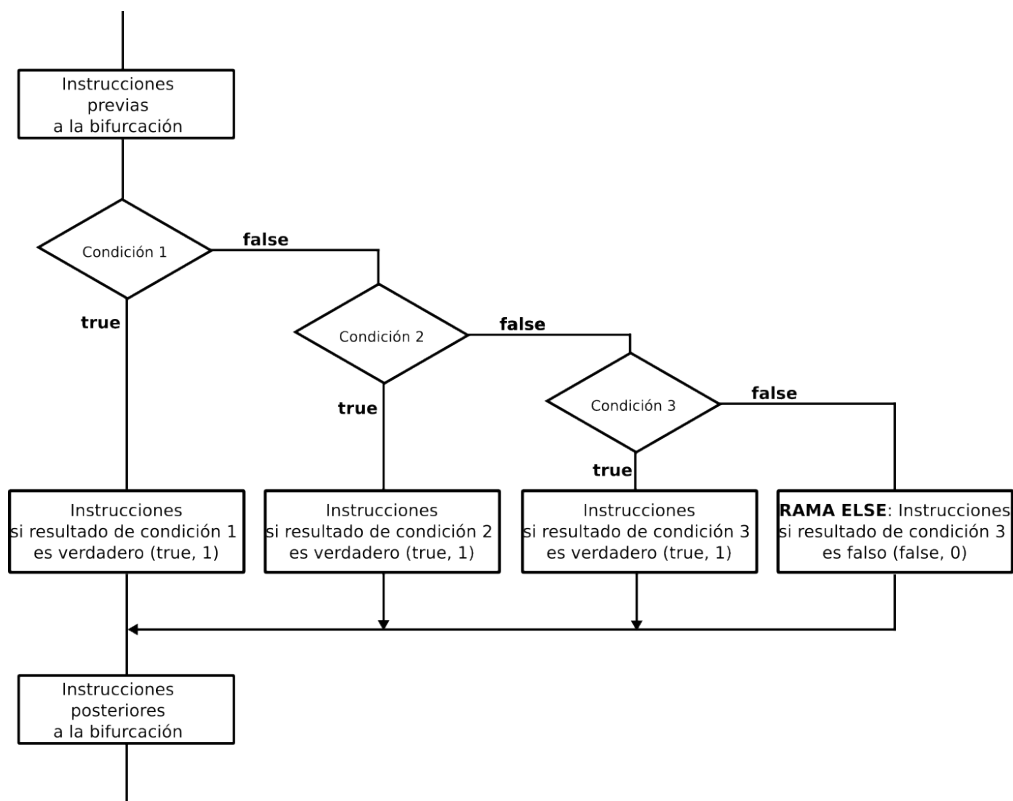 Instrucciones
previas
a la bifurcación
Condición 1
false
true
Condición 2
false
true
Condición 3
false
true
Instrucciones
si resultado de condición 1
es verdadero (true, 1)
Instrucciones
si resultado de condición 2
es verdadero (true, 1)
Instrucciones
si resultado de condición 3
es verdadero (true, 1)
RAMA ELSE: Instrucciones
si resultado de condición 3
es falso (false, 0)
Instrucciones
posteriores
a la bifurcación